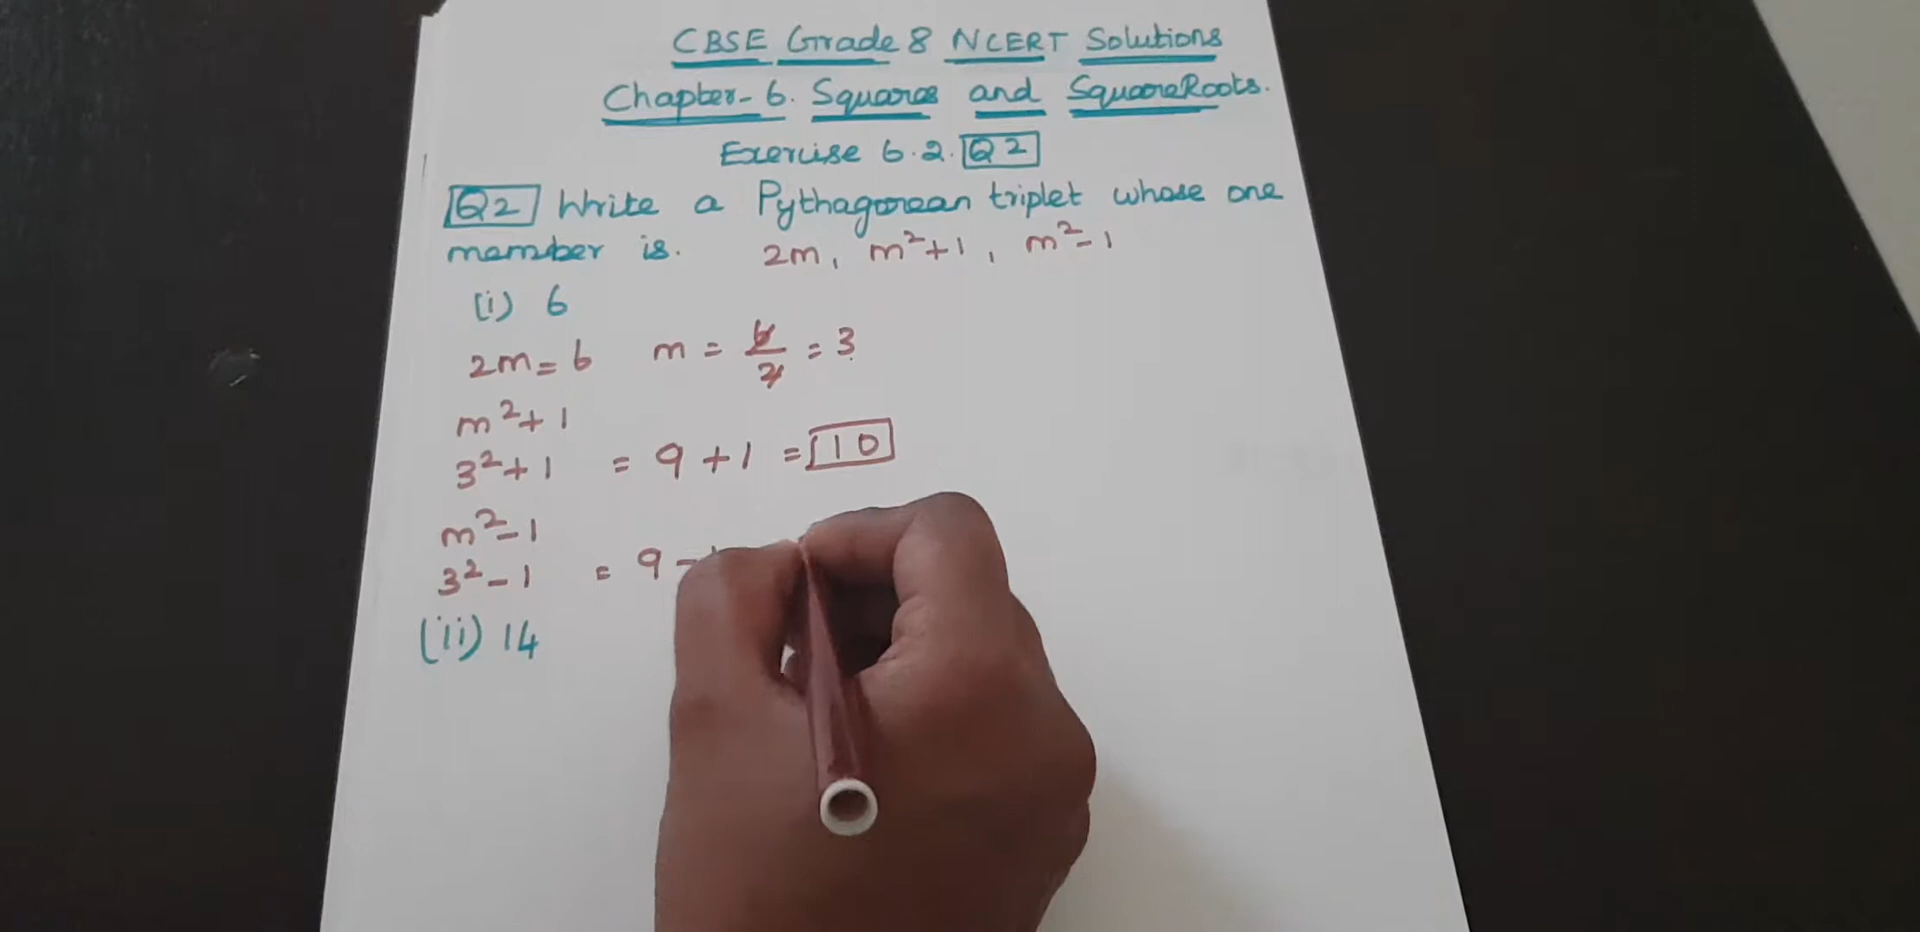 CBSE Grade 8 NCERT Solutions
Chapter-6. Squares and SquareRoots.
Exercise 6.2. Q2
Q2 Write a Pythagorean triplet whose one
member is. 2m, m²+1, m²-1
(i) 6
2m = 6 m = 6/2 = 3
m²+1
3²+1 = 9+1 = 10
m²-1
3²-1 = 9-
(ii) 14